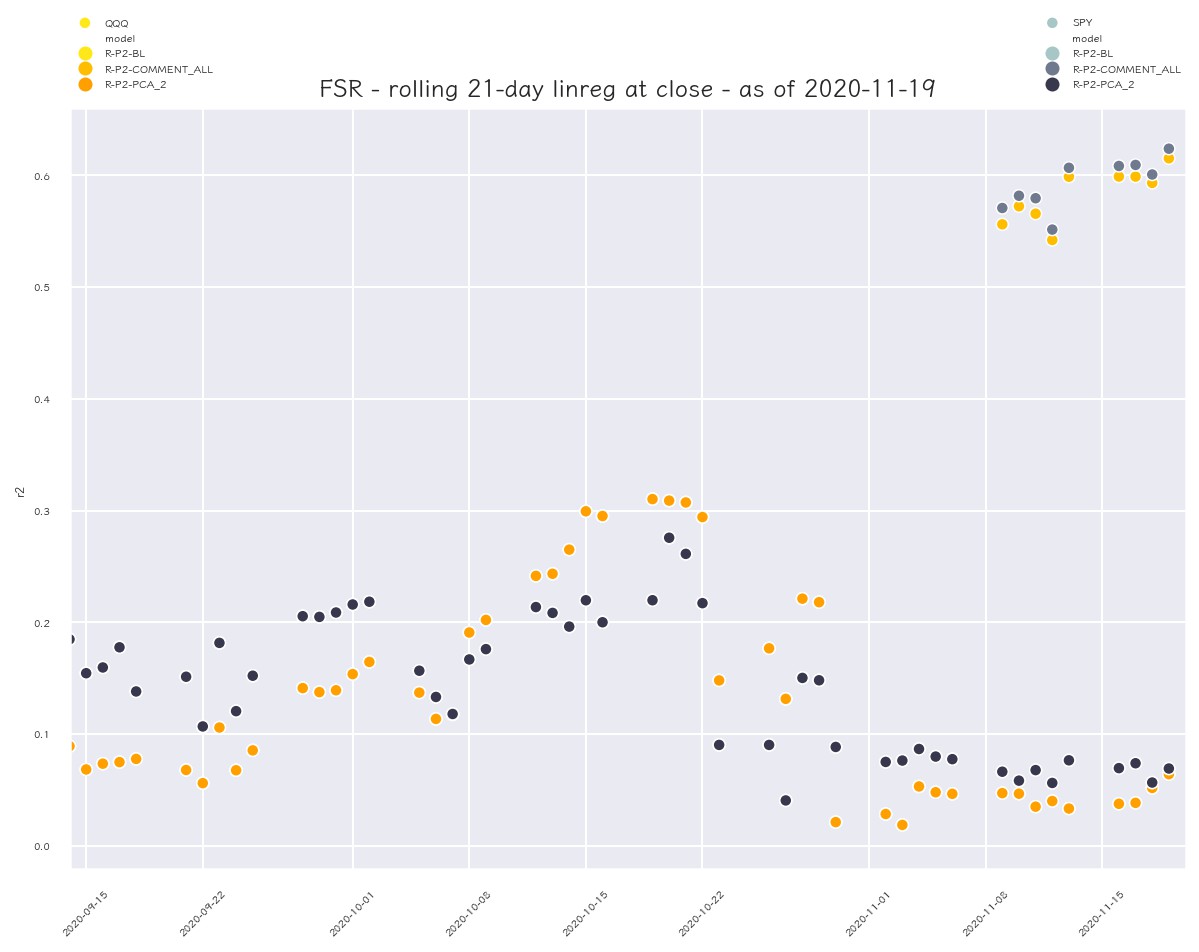 QQQ
model
R-P2-BL
R-P2-COMMENT_ALL
R-P2-PCA_2
SPY
model
R-P2-BL
R-P2-COMMENT_ALL
R-P2-PCA_2
FSR - rolling 21-day linreg at close - as of 2020-11-19
0.6
0.5
0.4
0.3
0.2
0.1
0.0
r2
2020-09-15
2020-09-22
2020-10-01
2020-10-08
2020-10-15
2020-10-22
2020-11-01
2020-11-08
2020-11-15